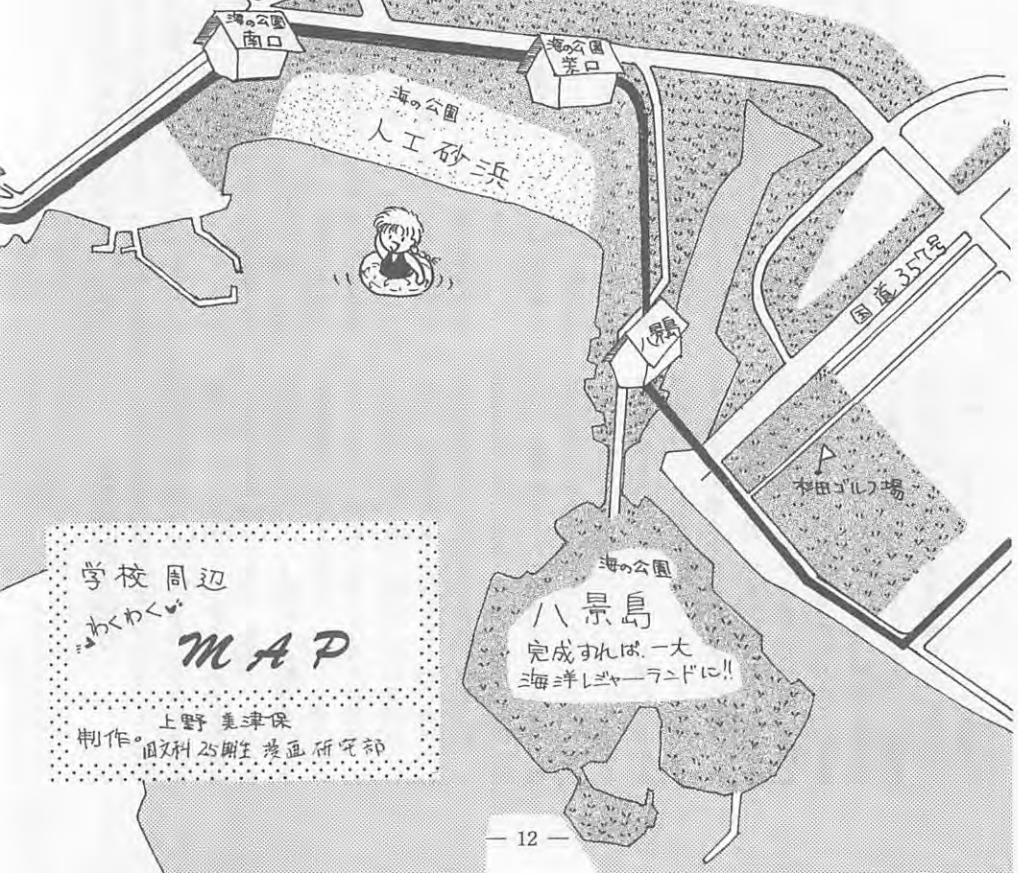 海の公園
南口
海の公園
柴口
海の公園
人工砂浜
国道357号
八景島
ゴルフ場
海の公園
八景島
完成すれば、一大
海洋レジャーランドに!!
学校周辺
わくわく
MAP
制作。
上野 美津保
国文科25期生 漫画研究部
— 12 —